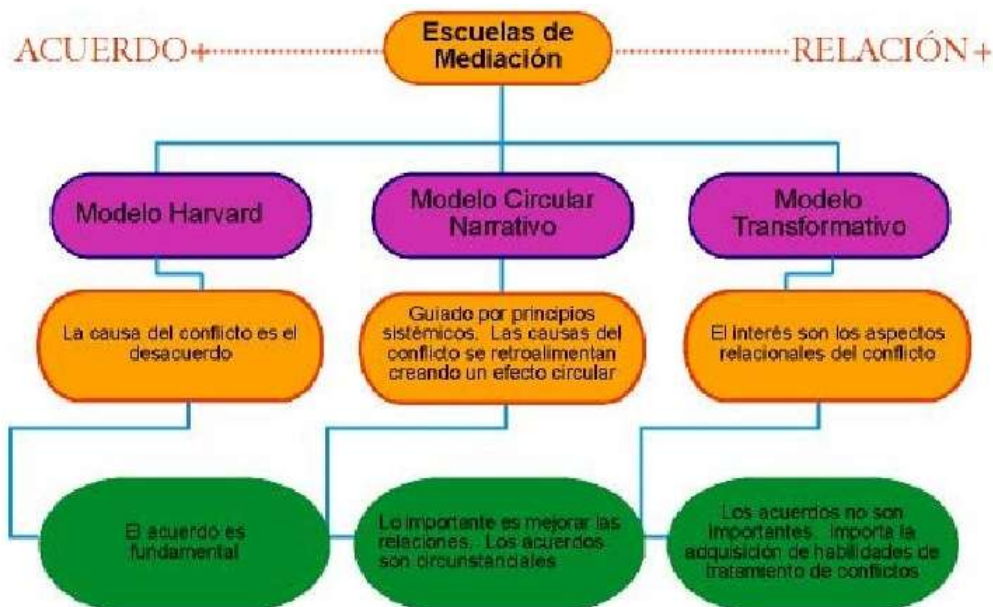 Escuelas de
Mediación
ACUERDO+
RELACIÓN+
Modelo Harvard
Modelo Circular
Narrativo
Modelo
Transformativo
La causa del conflicto es el
desacuerdo
Guiado por principios
sistémicos. Las causas del
conflicto se retroalimentan
creando un efecto circular
El interés son los aspectos
relacionales del conflicto
El acuerdo es
fundamental
Lo importante es mejorar las
relaciones. Los acuerdos
son circunstanciales
Los acuerdos no son
importantes. Importa la
adquisición de habilidades de
tratamiento de conflictos